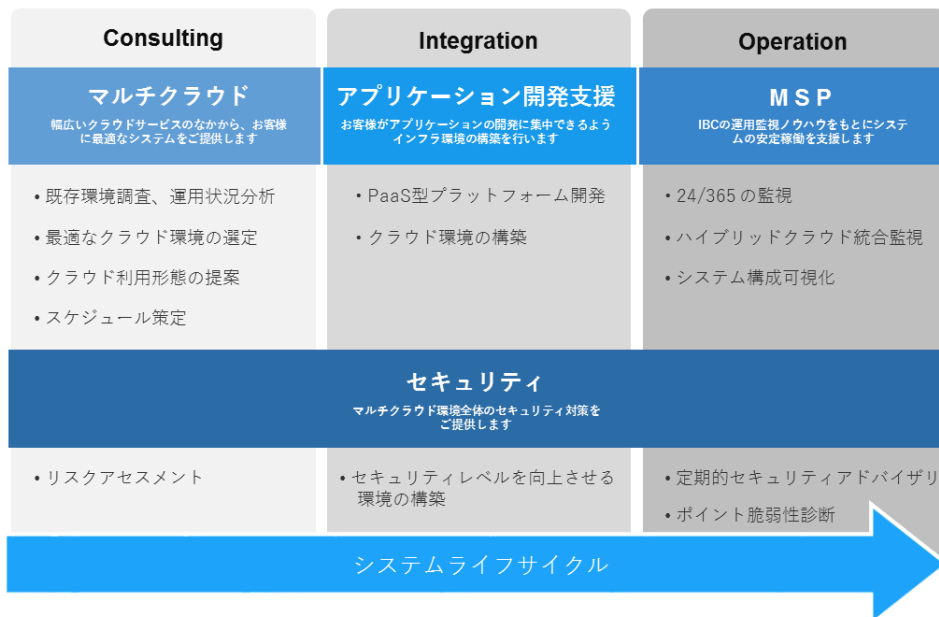 Consulting
Integration
Operation
マルチクラウド
幅広いクラウドサービスのなかから、お客様
に最適なシステムをご提供します
アプリケーション開発支援
お客様がアプリケーションの開発に集中できるよう
インフラ環境の構築を行います
MSP
IBCの運用監視ノウハウをもとにシステ
ムの安定稼働を支援します
• 既存環境調査、運用状況分析
• 最適なクラウド環境の選定
• クラウド利用形態の提案
• スケジュール策定
• PaaS型プラットフォーム開発
• クラウド環境の構築
• 24/365 の監視
• ハイブリッドクラウド統合監視
• システム構成可視化
セキュリティ
マルチクラウド環境全体のセキュリティ対策を
ご提供します
• リスクアセスメント
• セキュリティレベルを向上させる
環境の構築
• 定期的セキュリティアドバイザリ
• ポイント脆弱性診断
システムライフサイクル